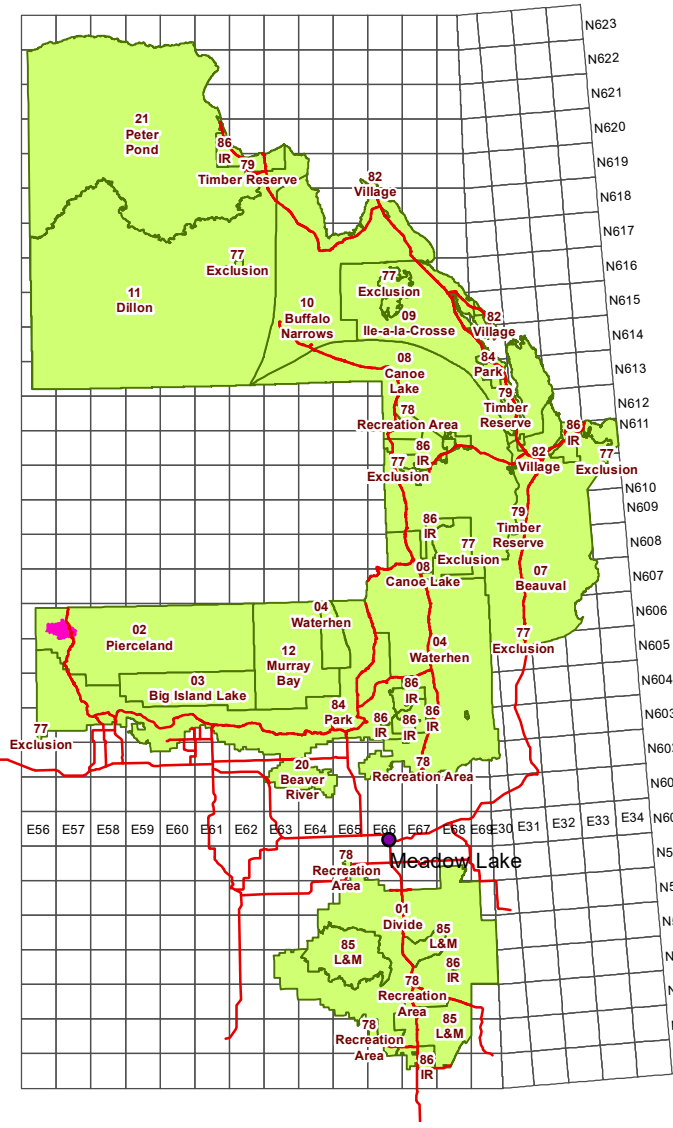 N623
N622
N621
21
Peter
Pond
N620
86
IR
N619
79
Timber Reserve
82
Village
N618
N617
77
Exclusion
N616
77
Exclusion
N615
11
Dillon
10
Buffalo
Narrows
09
Ile-a-la-Crosse
82
Village
N614
08
Canoe
Lake
84
Park
N613
79
Timber
Reserve
N612
78
Recreation Area
N611
86
IR
86
IR
82
Village
77
Exclusion
77
Exclusion
N610
N609
79
Timber
Reserve
86
IR
N608
77
Exclusion
08
Canoe Lake
07
Beauval
N607
N606
04
Waterhen
02
Pierceland
77
Exclusion
N605
12
Murray
Bay
04
Waterhen
N604
03
Big Island Lake
86
IR
84
Park
86
IR
86
IR
86
IR
N603
77
Exclusion
20
Beaver
River
78
Recreation Area
E56 E57 E58 E59 E60 E61 E62 E63 E64 E65 E66 E67 E68 E69 E30 E31 E32 E33 E34
Meadow Lake
78
Recreation
Area
01
Divide
85
L&M
85
L&M
86
IR
78
Recreation
Area
85
L&M
78
Recreation
Area
86
IR